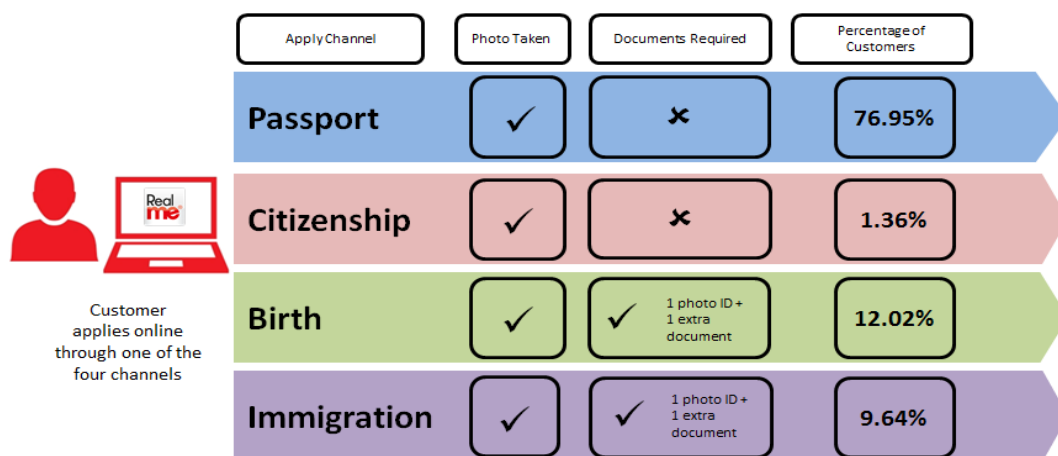 Apply Channel
Photo Taken
Documents Required
Percentage of
Customers
Passport
✓
✗
76.95%
Real
me
Citizenship
✓
✗
1.36%
Customer
applies online
through one of the
four channels
Birth
✓
✓
1 photo ID +
1 extra
document
12.02%
Immigration
✓
✓
1 photo ID +
1 extra
document
9.64%